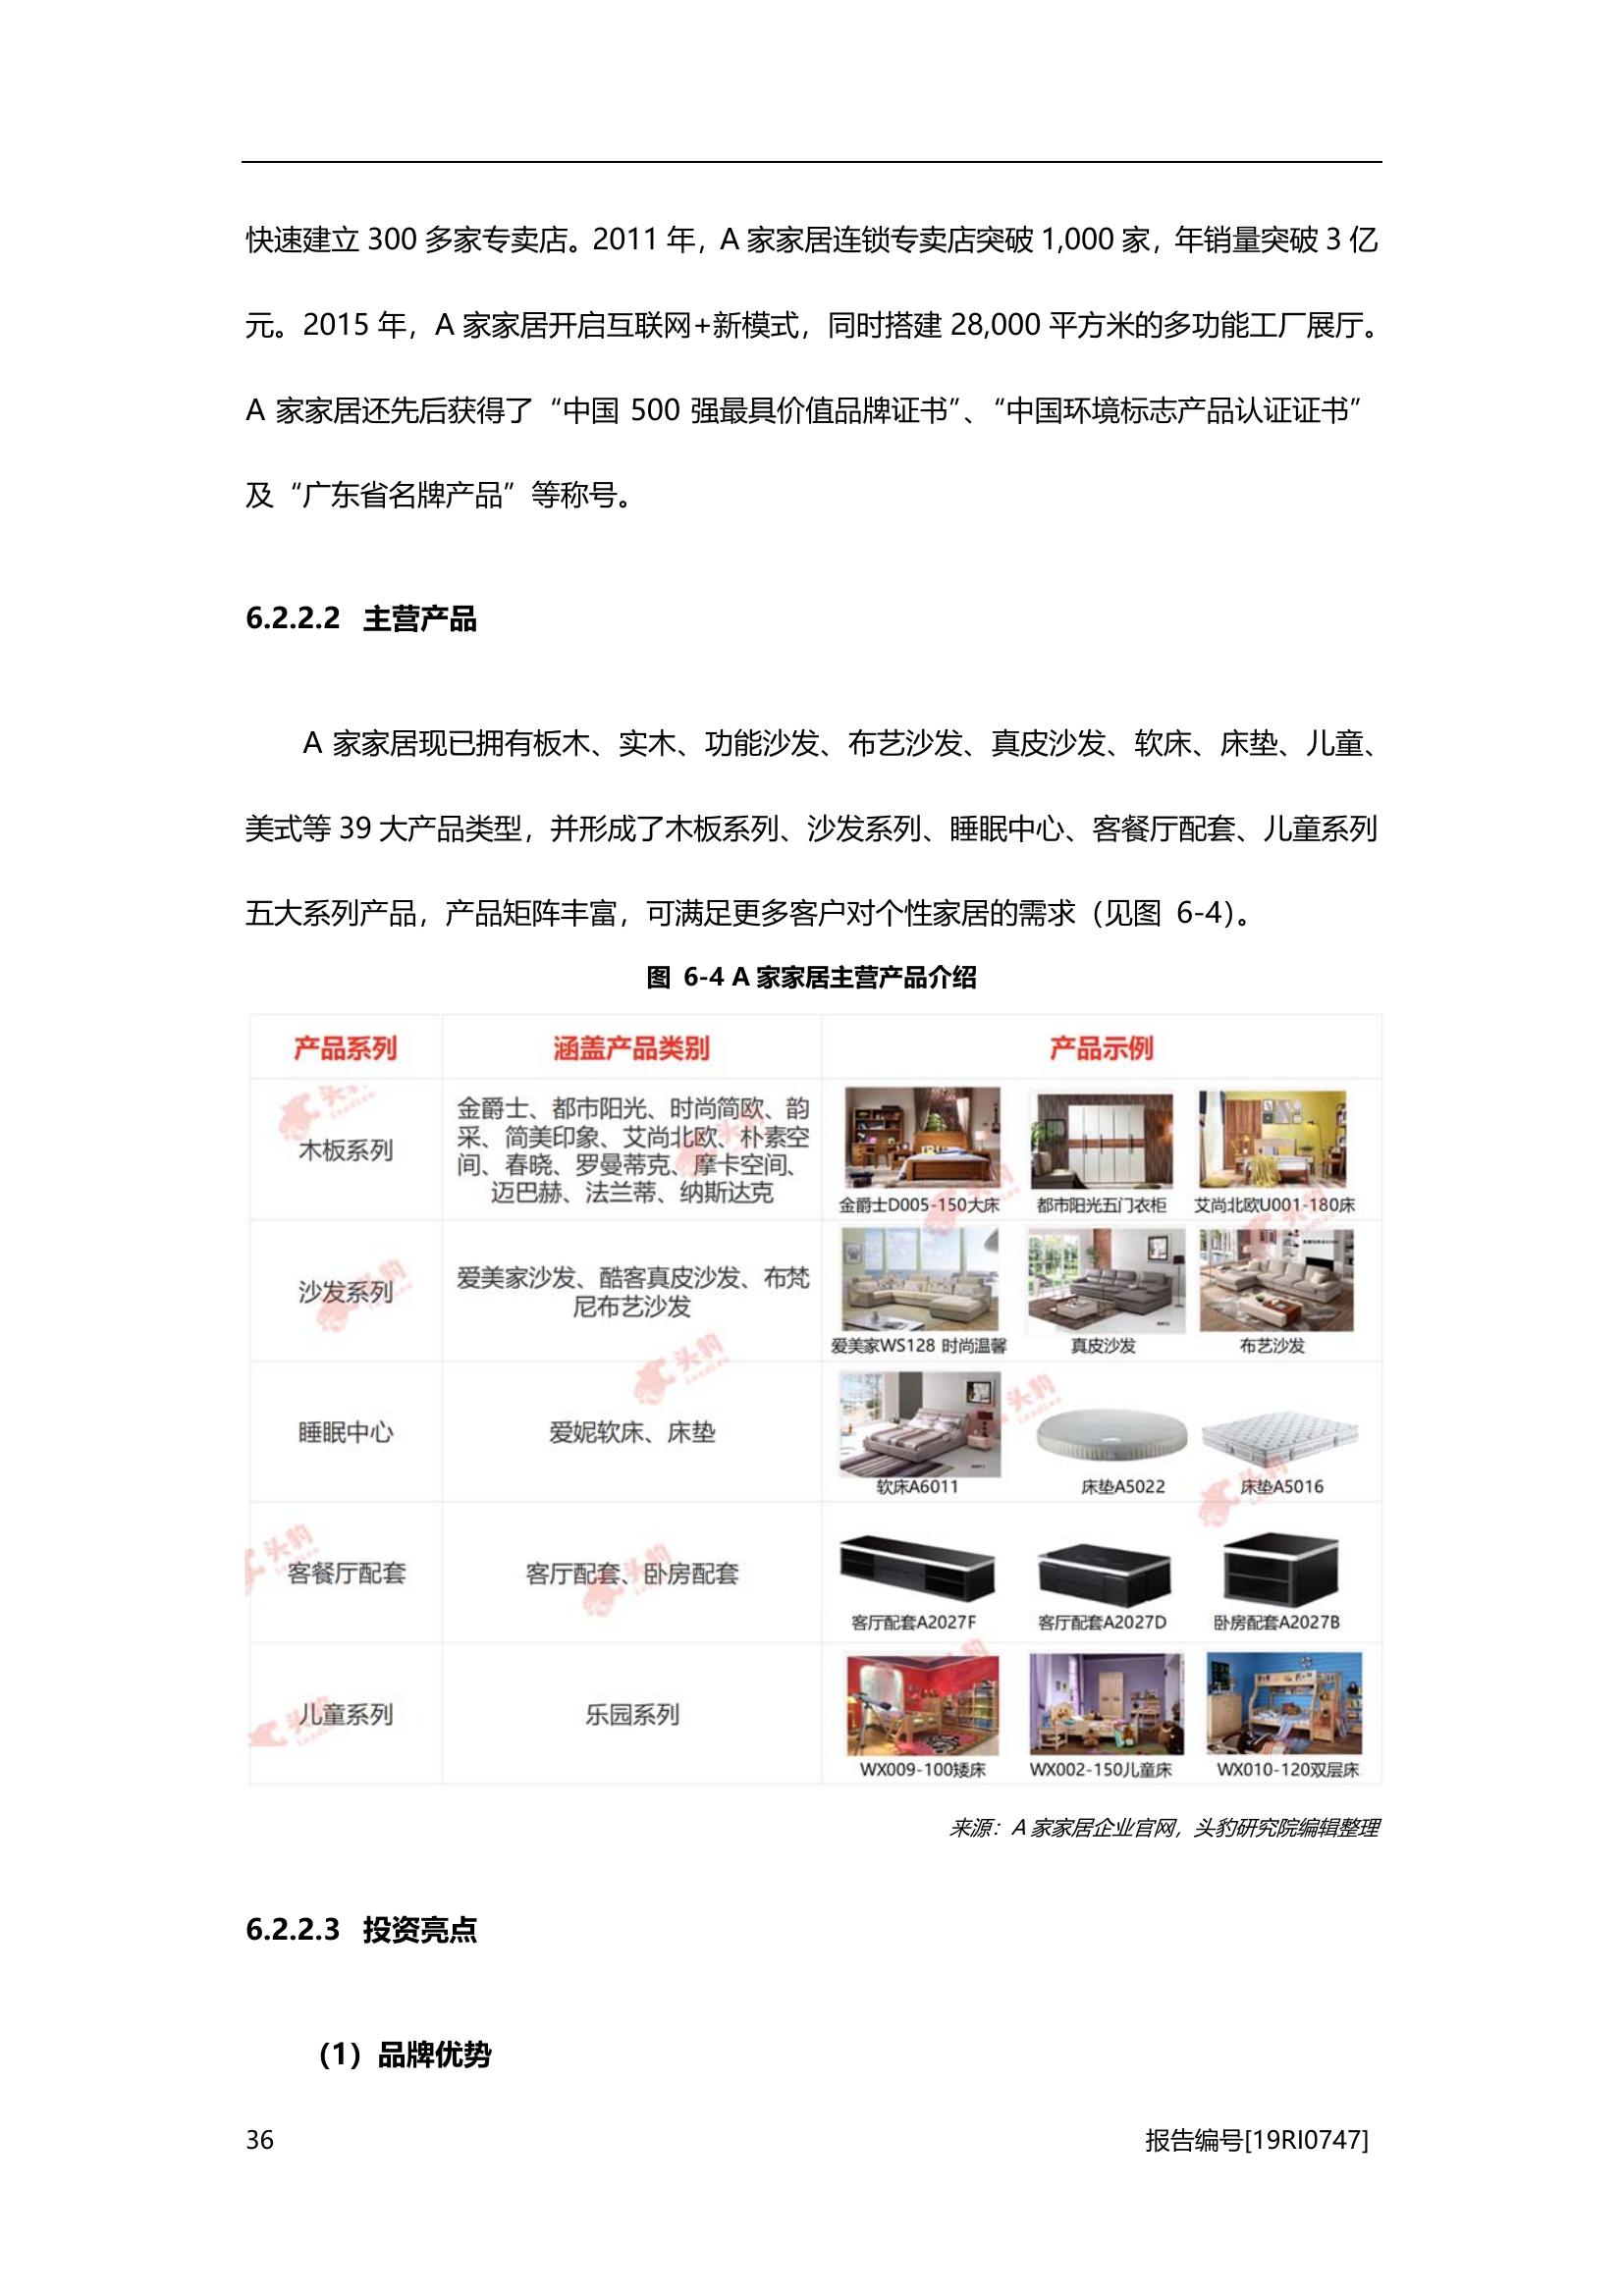 快速建立 300 多家专卖店。2011 年，A 家家居连锁专卖店突破 1,000 家，年销量突破 3 亿
元。2015 年，A 家家居开启互联网+新模式，同时搭建 28,000 平方米的多功能工厂展厅。
A 家家居还先后获得了“中国 500 强最具价值品牌证书”、“中国环境标志产品认证证书”
及“广东省名牌产品”等称号。
6.2.2.2 主营产品
A 家家居现已拥有板木、实木、功能沙发、布艺沙发、真皮沙发、软床、床垫、儿童、
美式等 39 大产品类型，并形成了木板系列、沙发系列、睡眠中心、客餐厅配套、儿童系列
五大系列产品，产品矩阵丰富，可满足更多客户对个性家居的需求（见图 6-4）。
图 6-4 A 家家居主营产品介绍
产品系列 涵盖产品类别 产品示例
木板系列
金爵士、都市阳光、时尚简欧、韵
采、简美印象、艾尚北欧、朴素空
间、春晓、罗曼蒂克、摩卡空间、
迈巴赫、法兰蒂、纳斯达克
金爵士D005-150大床 都市阳光五门衣柜 艾尚北欧U001-180床
沙发系列
爱美家沙发、酷客真皮沙发、布梵
尼布艺沙发
爱美家WS128 时尚温馨 真皮沙发 布艺沙发
睡眠中心
爱妮软床、床垫
软床A6011 床垫A5022 床垫A5016
客餐厅配套
客厅配套、卧房配套
客厅配套A2027F 客厅配套A2027D 卧房配套A2027B
儿童系列
乐园系列
WX009-100矮床 WX002-150儿童床 WX010-120双层床
来源：A 家家居企业官网，头豹研究院编辑整理
6.2.2.3 投资亮点
（1）品牌优势
36 报告编号[19RI0747]